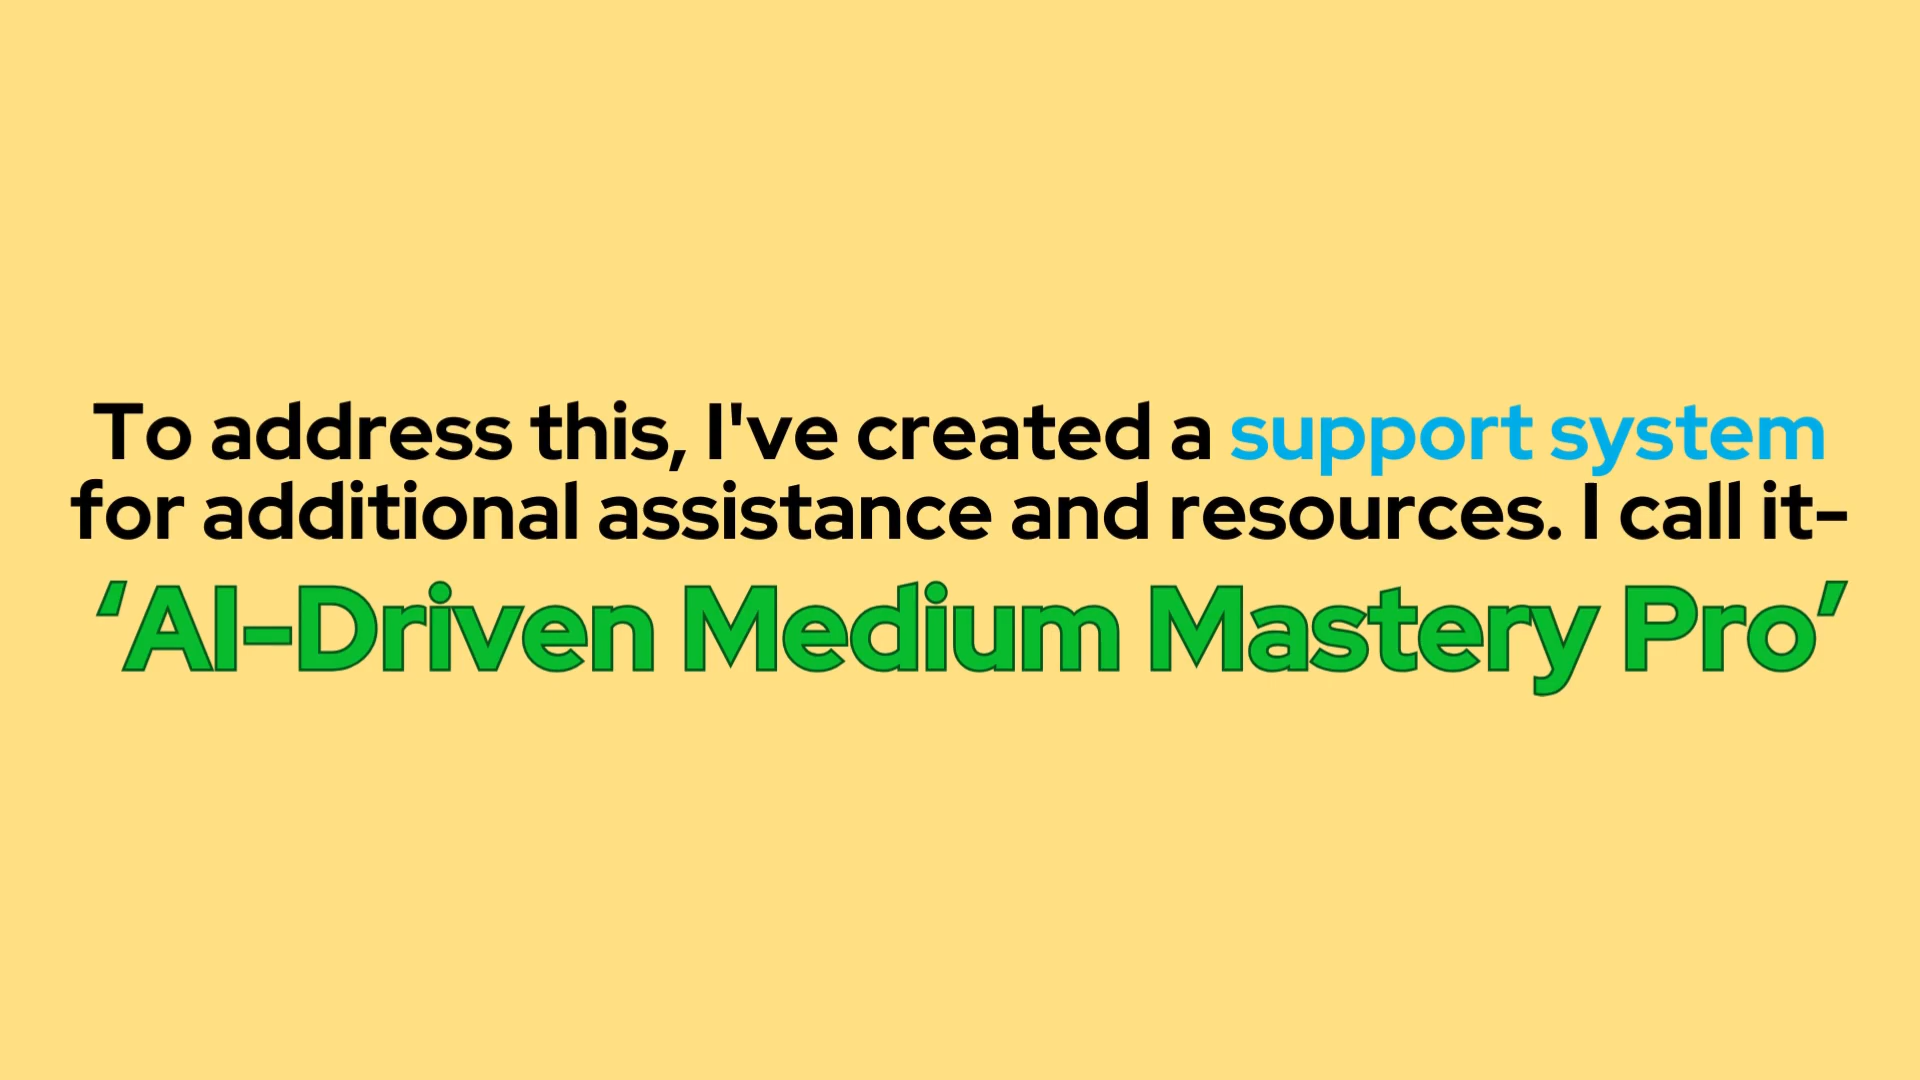 To address this, I've created a support system
for additional assistance and resources. I call it-
‘AI-Driven Medium Mastery Pro’